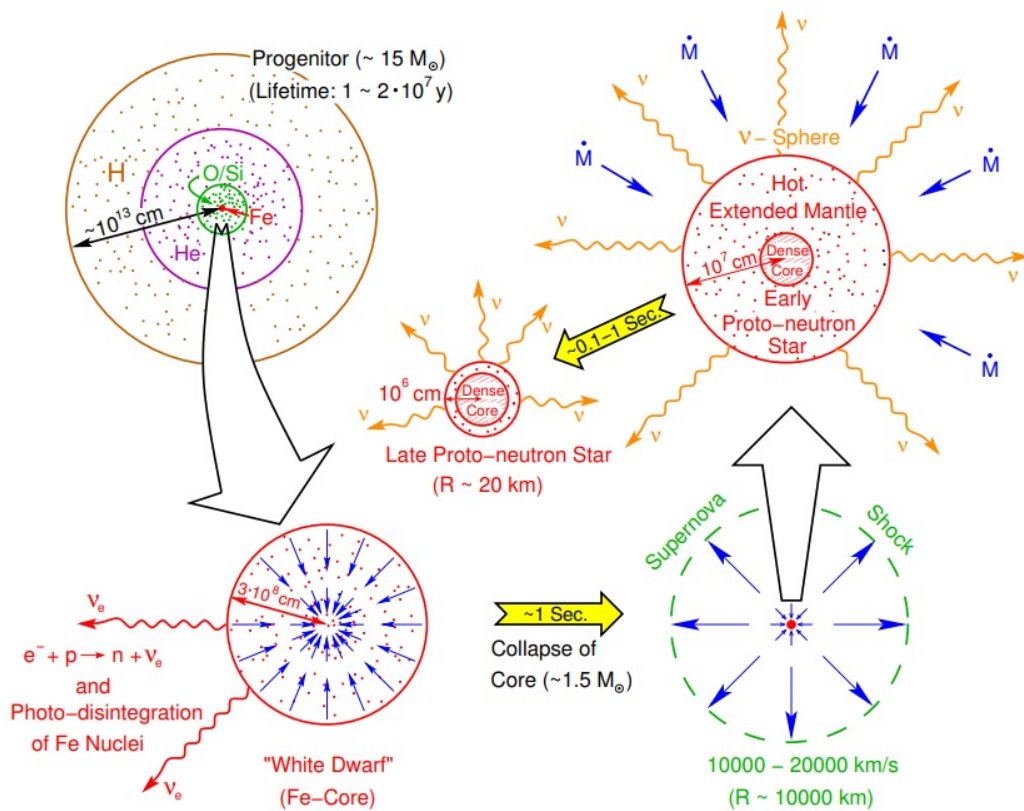 Progenitor (~ 15 M⊙)
(Lifetime: 1 ~ 2·10⁷ y)
H
O/Si
Fe
He
~10¹³ cm
Ṁ
Ṁ
Ṁ
Ṁ
Ṁ
ν
ν
ν
ν
ν
ν
ν
ν− Sphere
Hot
Extended Mantle
10⁷ cm
Dense
Core
Early
Proto−neutron
Star
~0.1−1 Sec.
ν
ν
ν
ν
ν
10⁶ cm
Dense
Core
Late Proto−neutron Star
(R ~ 20 km)
3·10⁸ cm
νₑ
e⁻ + p → n + νₑ
and
Photo−disintegration
of Fe Nuclei
νₑ
"White Dwarf"
(Fe−Core)
~1 Sec.
Collapse of
Core (~1.5 M⊙)
Supernova
Shock
10000 − 20000 km/s
(R ~ 10000 km)